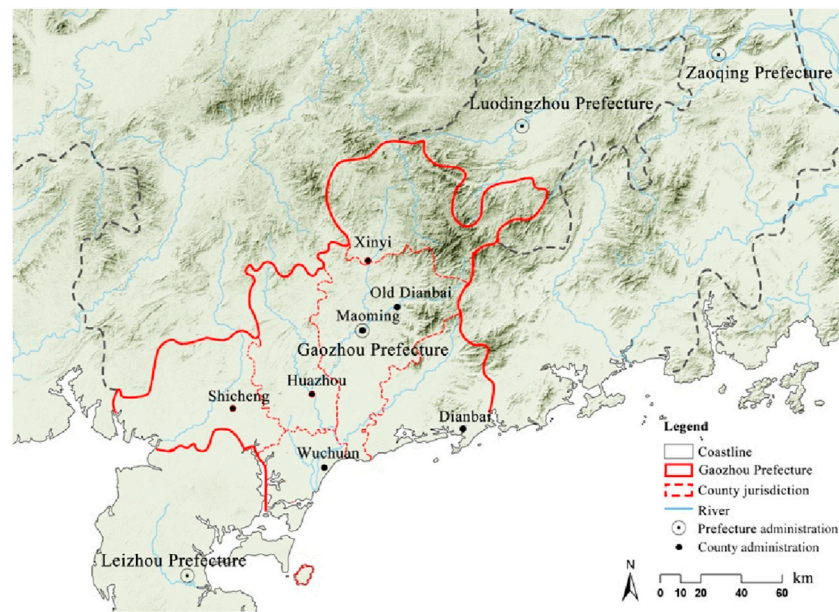 Zaoqing Prefecture
Luodingzhou Prefecture
Xinyi
Old Dianbai
Maoming
Gaozhou Prefecture
Huazhou
Shicheng
Dianbai
Wuchuan
Leizhou Prefecture
Legend
Coastline
Gaozhou Prefecture
County jurisdiction
River
Prefecture administration
County administration
N
km
0 10 20 40 60